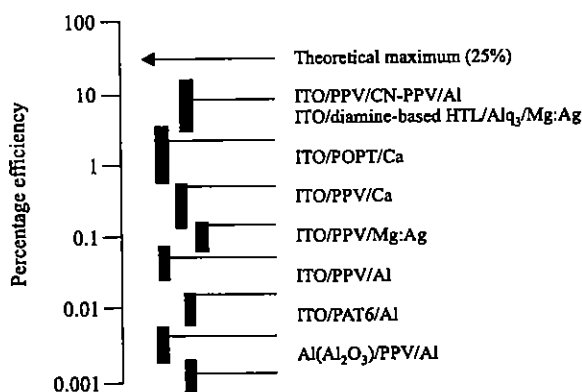 100
10
1
0.1
0.01
0.001
Percentage efficiency
Theoretical maximum (25%)
ITO/PPV/CN-PPV/Al
ITO/diamine-based HTL/Alq₃/Mg:Ag
ITO/POPT/Ca
ITO/PPV/Ca
ITO/PPV/Mg:Ag
ITO/PPV/Al
ITO/PAT6/Al
Al(Al₂O₃)/PPV/Al